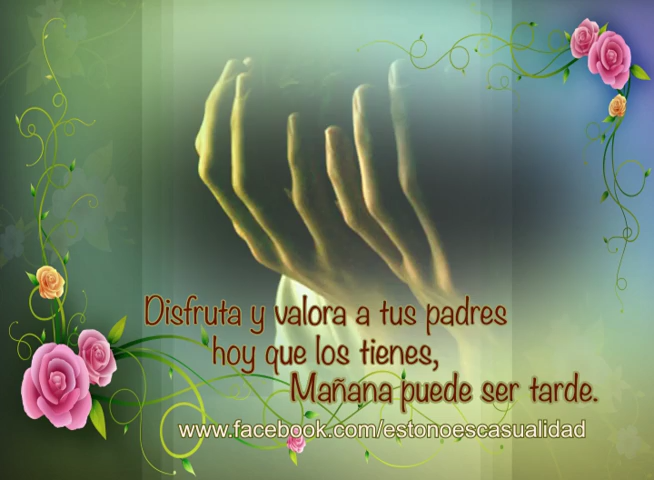 Disfruta y valora a tus padres
hoy que los tienes,
Mañana puede ser tarde.
www.facebook.com/estonoescasualidad